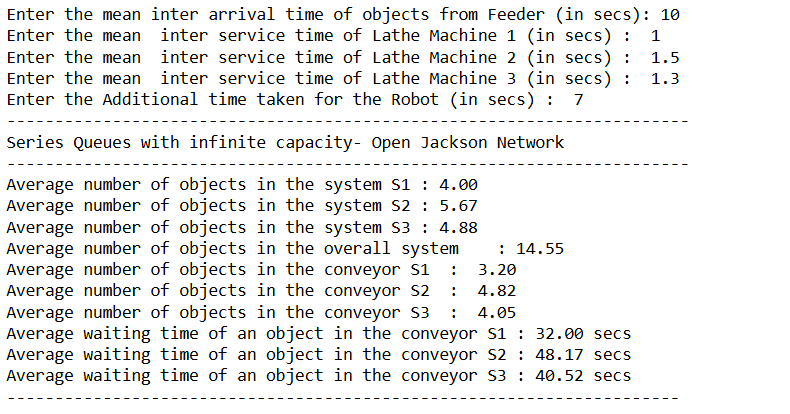 Enter the mean inter arrival time of objects from Feeder (in secs): 10
Enter the mean  inter service time of Lathe Machine 1 (in secs) :  1
Enter the mean  inter service time of Lathe Machine 2 (in secs) :  1.5
Enter the mean  inter service time of Lathe Machine 3 (in secs) :  1.3
Enter the Additional time taken for the Robot (in secs) :  7
-----------------------------------------------------------------------
Series Queues with infinite capacity- Open Jackson Network
-----------------------------------------------------------------------
Average number of objects in the system S1 : 4.00
Average number of objects in the system S2 : 5.67
Average number of objects in the system S3 : 4.88
Average number of objects in the overall system    : 14.55
Average number of objects in the conveyor S1  :  3.20
Average number of objects in the conveyor S2  :  4.82
Average number of objects in the conveyor S3  :  4.05
Average waiting time of an object in the conveyor S1 : 32.00 secs
Average waiting time of an object in the conveyor S2 : 48.17 secs
Average waiting time of an object in the conveyor S3 : 40.52 secs
----------------------------------------------------------------------